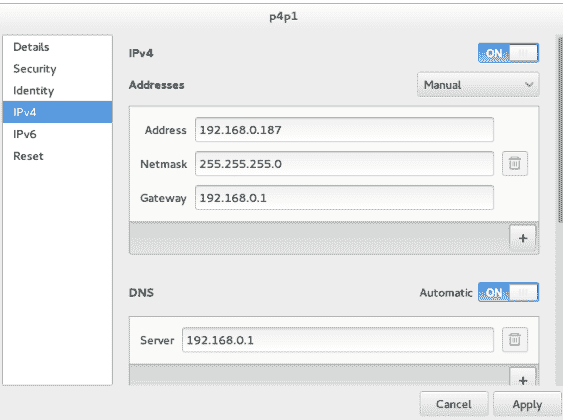 p4p1
Details
Security
Identity
IPv4
IPv6
Reset
IPv4 ON
Addresses Manual
Address 192.168.0.187
Netmask 255.255.255.0
Gateway 192.168.0.1
+
DNS Automatic ON
Server 192.168.0.1
+
Cancel Apply